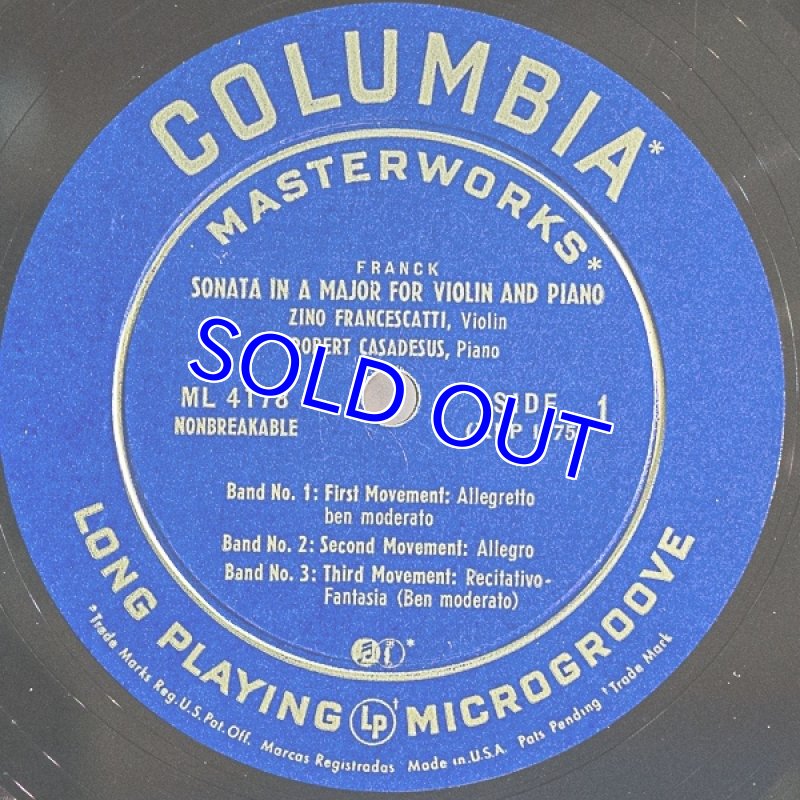 COLUMBIA*
MASTERWORKS*
FRANCK
SONATA IN A MAJOR FOR VIOLIN AND PIANO
ZINO FRANCESCATTI, Violin
ROBERT CASADESUS, Piano
SOLD OUT
ML 4178
NONBREAKABLE
SIDE 1
Band No. 1: First Movement: Allegretto
ben moderato
Band No. 2: Second Movement: Allegro
Band No. 3: Third Movement: Recitativo-
Fantasia (Ben moderato)
LONG PLAYING Lp† MICROGROOVE
*Trade Marks Reg. U.S. Pat. Off. Marcas Registradas Made in U.S.A. Pats Pending †Trade Mark